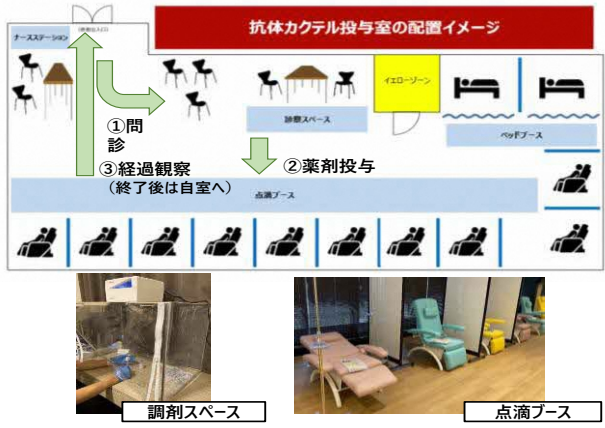 抗体カクテル投与室の配置イメージ
ナースステーション
イエローゾーン
診察スペース
ベッドブース
①問
診
②薬剤投与
③経過観察
（終了後は自室へ）
点滴ブース
調剤スペース
点滴ブース